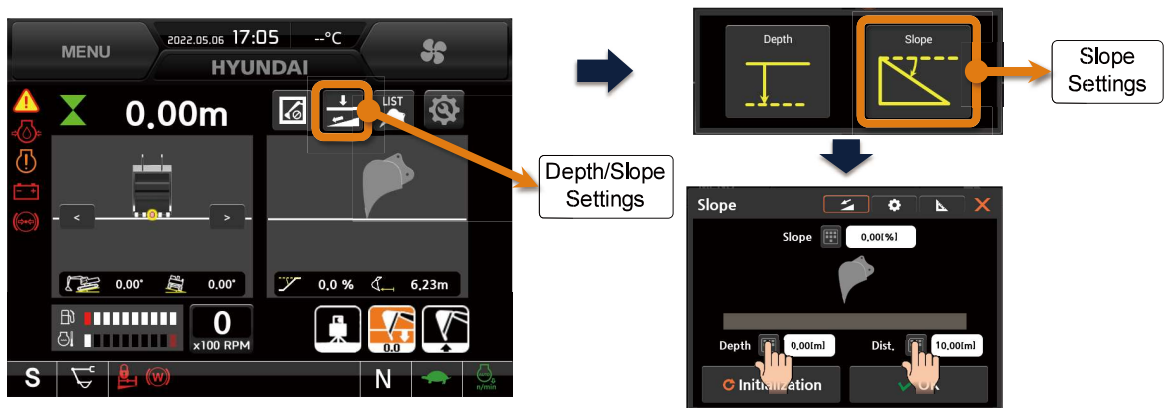 MENU
2022.05.06 17:05 --°C
HYUNDAI
0.00m
LIST
<
>
0.00°
0.00°
0,0 %
6,23m
0
x100 RPM
0.0
S
(W)
N
n/min
Depth/Slope
Settings
Depth
Slope
Slope
Settings
Slope
X
Slope
0,00[%]
Depth
0,00[m]
Dist.
10,00[m]
Initialization
OK